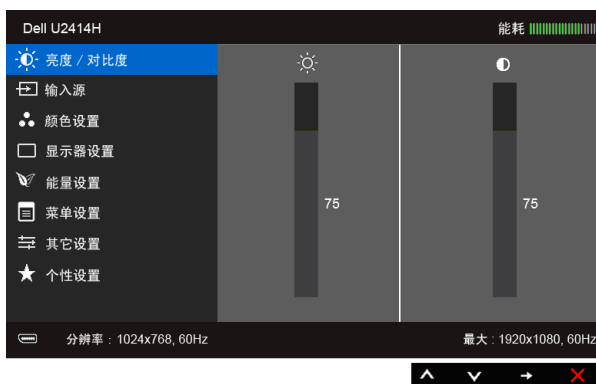 Dell U2414H
能耗
亮度 / 对比度
输入源
颜色设置
显示器设置
能量设置
菜单设置
其它设置
个性设置
75
75
分辨率 : 1024x768, 60Hz
最大 : 1920x1080, 60Hz